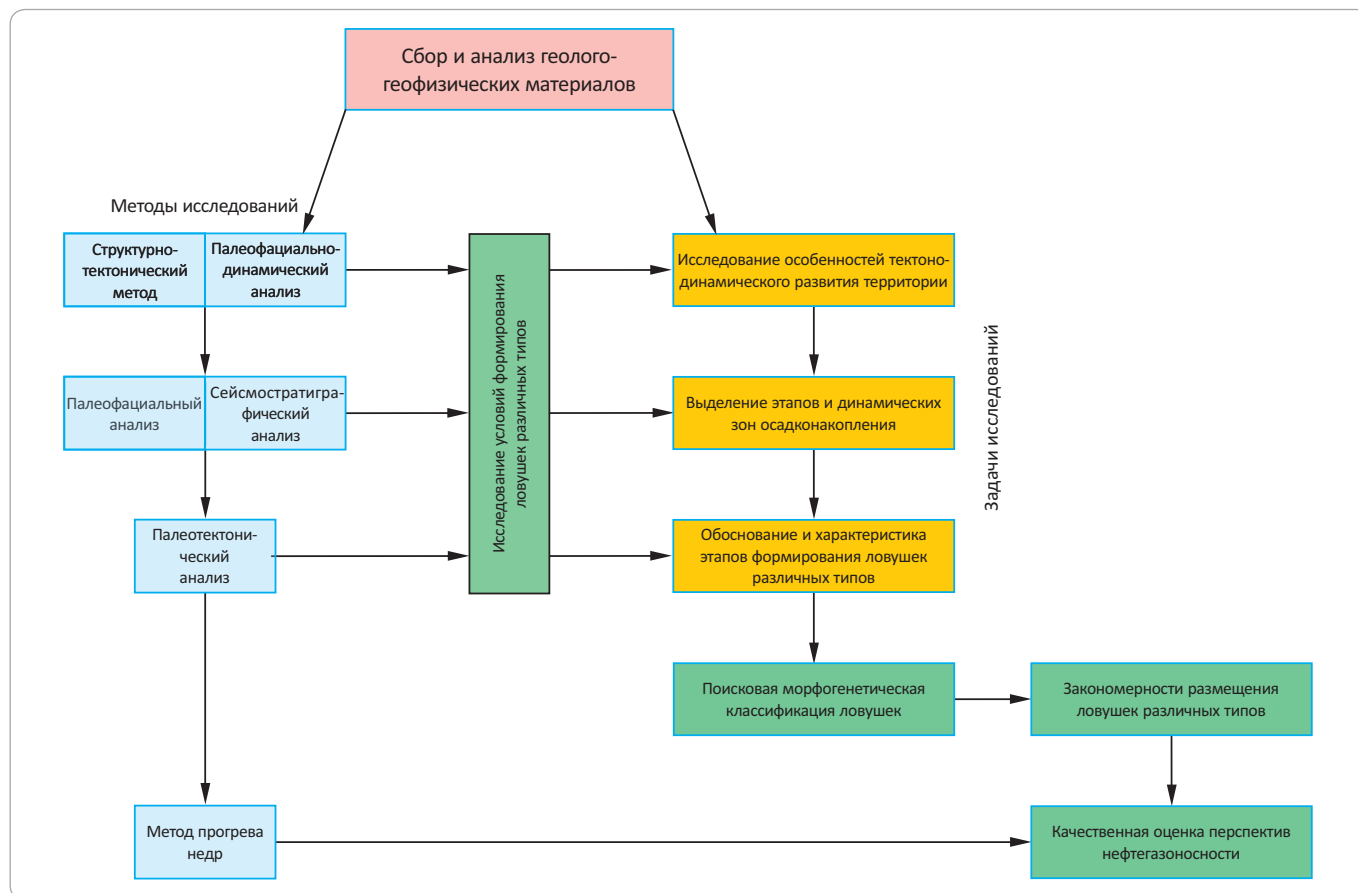 Сбор и анализ геолого-
геофизических материалов
Методы исследований
Структурно-
тектонический
метод
Палеофациально-
динамический
анализ
Исследование условий формирования
ловушек различных типов
Исследование особенностей тектоно-
динамического развития территории
Палеофациальный
анализ
Сейсмостратигра-
фический
анализ
Выделение этапов и динамических
зон осадконакопления
Задачи исследований
Палеотектони-
ческий
анализ
Обоснование и характеристика
этапов формирования ловушек
различных типов
Поисковая морфогенетическая
классификация ловушек
Закономерности размещения
ловушек различных типов
Метод прогрева
недр
Качественная оценка перспектив
нефтегазоносности